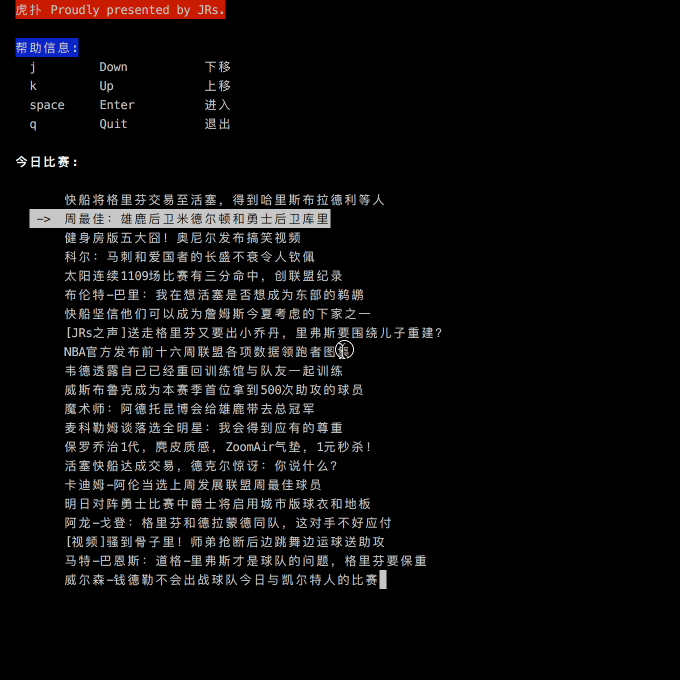 虎扑 Proudly presented by JRs.
帮助信息:
j Down 下移
k Up 上移
space Enter 进入
q Quit 退出
今日比赛:
快船将格里芬交易至活塞, 得到哈里斯布拉德利等人
—> 周最佳: 雄鹿后卫米德尔顿和勇士后卫库里
健身房版五大囧! 奥尼尔发布搞笑视频
科尔: 马刺和爱国者的长盛不衰令人钦佩
太阳连续1109场比赛有三分命中, 创联盟纪录
布伦特-巴里: 我在想活塞是否想成为东部的鹈鹕
快船坚信他们可以成为詹姆斯今夏考虑的下家之一
[JRs之声]送走格里芬又要出小乔丹, 里弗斯要围绕儿子重建?
NBA官方发布前十六周联盟各项数据领跑者图
韦德透露自己已经重回训练馆与队友一起训练
威斯布鲁克成为本赛季首位拿到500次助攻的球员
魔术师: 阿德托昆博会给雄鹿带去总冠军
麦科勒姆谈落选全明星: 我会得到应有的尊重
保罗乔治1代, 麂皮质感, ZoomAir气垫, 1元秒杀!
活塞快船达成交易, 德克尔惊讶: 你说什么?
卡迪姆-阿伦当选上周发展联盟周最佳球员
明日对阵勇士比赛中爵士将启用城市版球衣和地板
阿龙-戈登: 格里芬和德拉蒙德同队, 这对手不好应付
[视频]骚到骨子里! 师弟抢断后边跳舞边运球送助攻
马特-巴恩斯: 道格-里弗斯才是球队的问题, 格里芬要保重
威尔森-钱德勒不会出战球队今日与凯尔特人的比赛